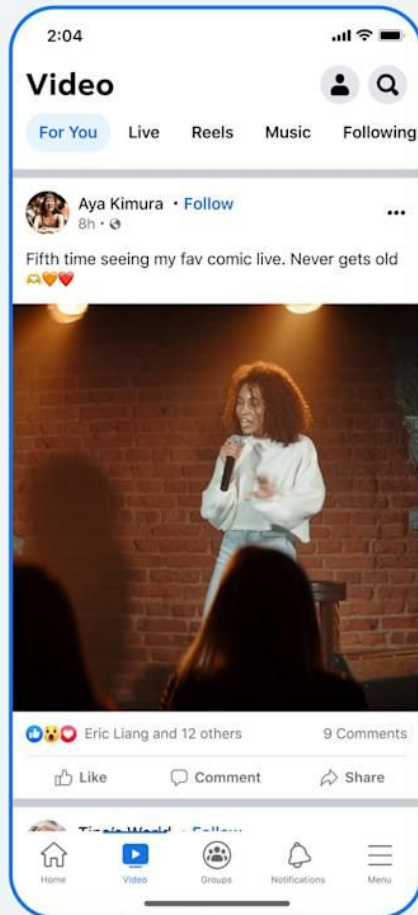 2:04
Video
For You Live Reels Music Following
Aya Kimura • Follow
8h •
Fifth time seeing my fav comic live. Never gets old
Eric Liang and 12 others 9 Comments
Like Comment Share
Home Video Groups Notifications Menu